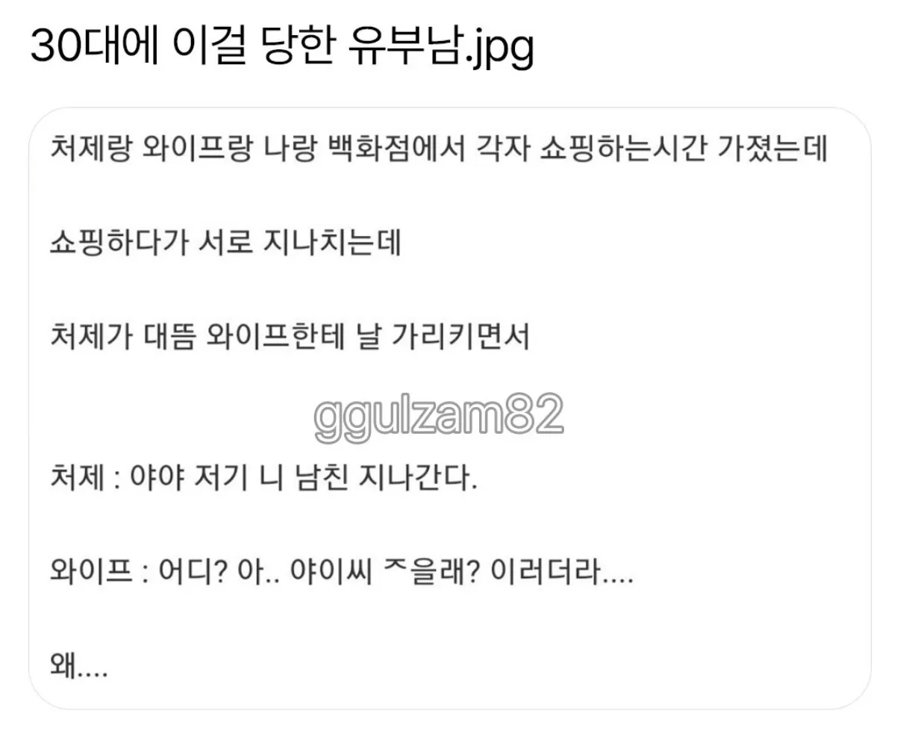 30대에 이걸 당한 유부남.jpg
처제랑 와이프랑 나랑 백화점에서 각자 쇼핑하는시간 가졌는데
쇼핑하다가 서로 지나치는데
처제가 대뜸 와이프한테 날 가리키면서
ggulzam82
처제 : 야야 저기 니 남친 지나간다.
와이프 : 어디? 아.. 야이씨 ᄌ을래? 이러더라....
왜....